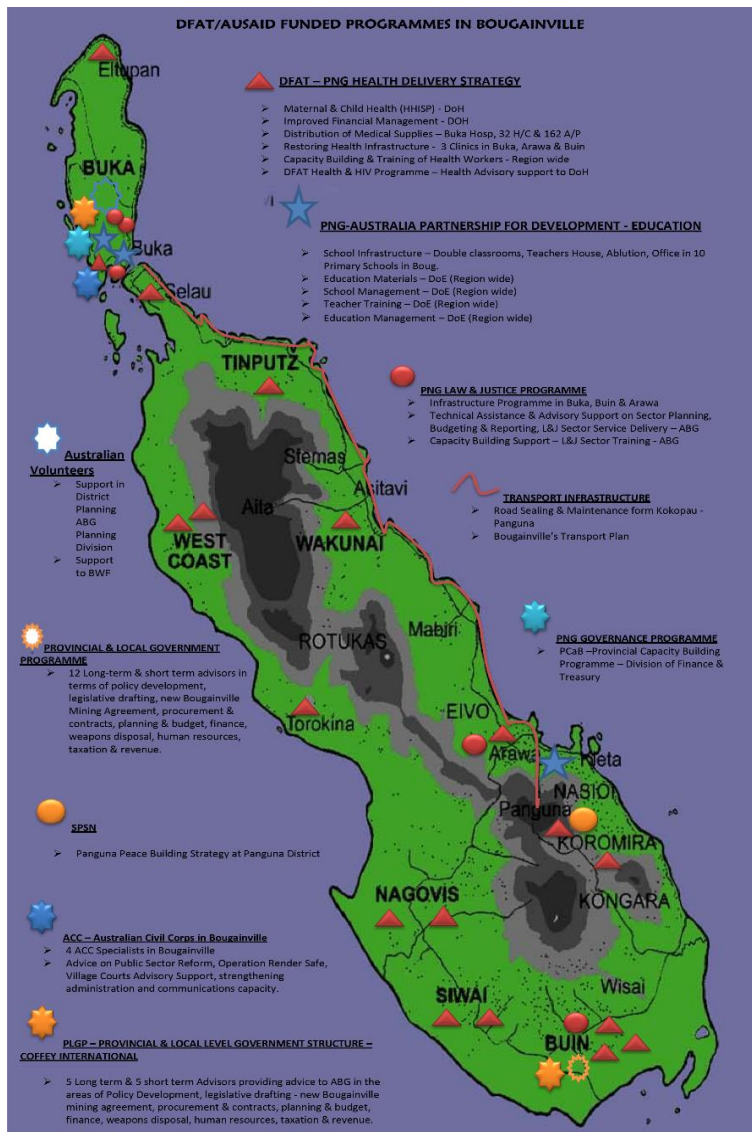 DFAT/AUSAID FUNDED PROGRAMMES IN BOUGAINVILLE
Eltupan
DFAT – PNG HEALTH DELIVERY STRATEGY
➢ Maternal & Child Health (HHISP) - DoH
➢ Improved Financial Management - DOH
➢ Distribution of Medical Supplies – Buka Hosp, 32 H/C & 162 A/P
➢ Restoring Health Infrastructure - 3 Clinics in Buka, Arawa & Buin
➢ Capacity Building & Training of Health Workers - Region wide
➢ DFAT Health & HIV Programme – Health Advisory support to DoH
BUKA
Buka
Selau
PNG-AUSTRALIA PARTNERSHIP FOR DEVELOPMENT - EDUCATION
➢ School Infrastructure – Double classrooms, Teachers House, Ablution, Office in 10
Primary Schools in Boug.
➢ Education Materials – DoE (Region wide)
➢ School Management – DoE (Region wide)
➢ Teacher Training – DoE (Region wide)
➢ Education Management – DoE (Region wide)
TINPUTZ
PNG LAW & JUSTICE PROGRAMME
➢ Infrastructure Programme in Buka, Buin & Arawa
➢ Technical Assistance & Advisory Support on Sector Planning,
Budgeting & Reporting, L&J Sector Service Delivery – ABG
➢ Capacity Building Support – L&J Sector Training - ABG
Australian
Volunteers
➢ Support in
District
Planning
ABG
Planning
Division
➢ Support
to BWF
Stemas
Aita
Asitavi
WEST
COAST
WAKUNAI
TRANSPORT INFRASTRUCTURE
➢ Road Sealing & Maintenance form Kokopau -
Panguna
➢ Bougainville's Transport Plan
ROTUKAS
Mabiri
PNG GOVERNANCE PROGRAMME
➢ PCaB –Provincial Capacity Building
Programme – Division of Finance &
Treasury
PROVINCIAL & LOCAL GOVERNMENT
PROGRAMME
➢ 12 Long-term & short term advisors in
terms of policy development,
legislative drafting, new Bougainville
Mining Agreement, procurement &
contracts, planning & budget, finance,
weapons disposal, human resources,
taxation & revenue.
Torokina
EIVO
Arawa
Kieta
NASIOI
Panguna
KOROMIRA
KONGARA
SPSN
➢ Panguna Peace Building Strategy at Panguna District
NAGOVIS
ACC – Australian Civil Corps in Bougainville
➢ 4 ACC Specialists in Bougainville
➢ Advice on Public Sector Reform, Operation Render Safe,
Village Courts Advisory Support, strengthening
administration and communications capacity.
SIWAI
Wisai
BUIN
PLGP – PROVINCIAL & LOCAL LEVEL GOVERNMENT STRUCTURE –
COFFEY INTERNATIONAL
➢ 5 Long term & 5 short term Advisors providing advice to ABG in the
areas of Policy Development, legislative drafting - new Bougainville
mining agreement, procurement & contracts, planning & budget,
finance, weapons disposal, human resources, taxation & revenue.